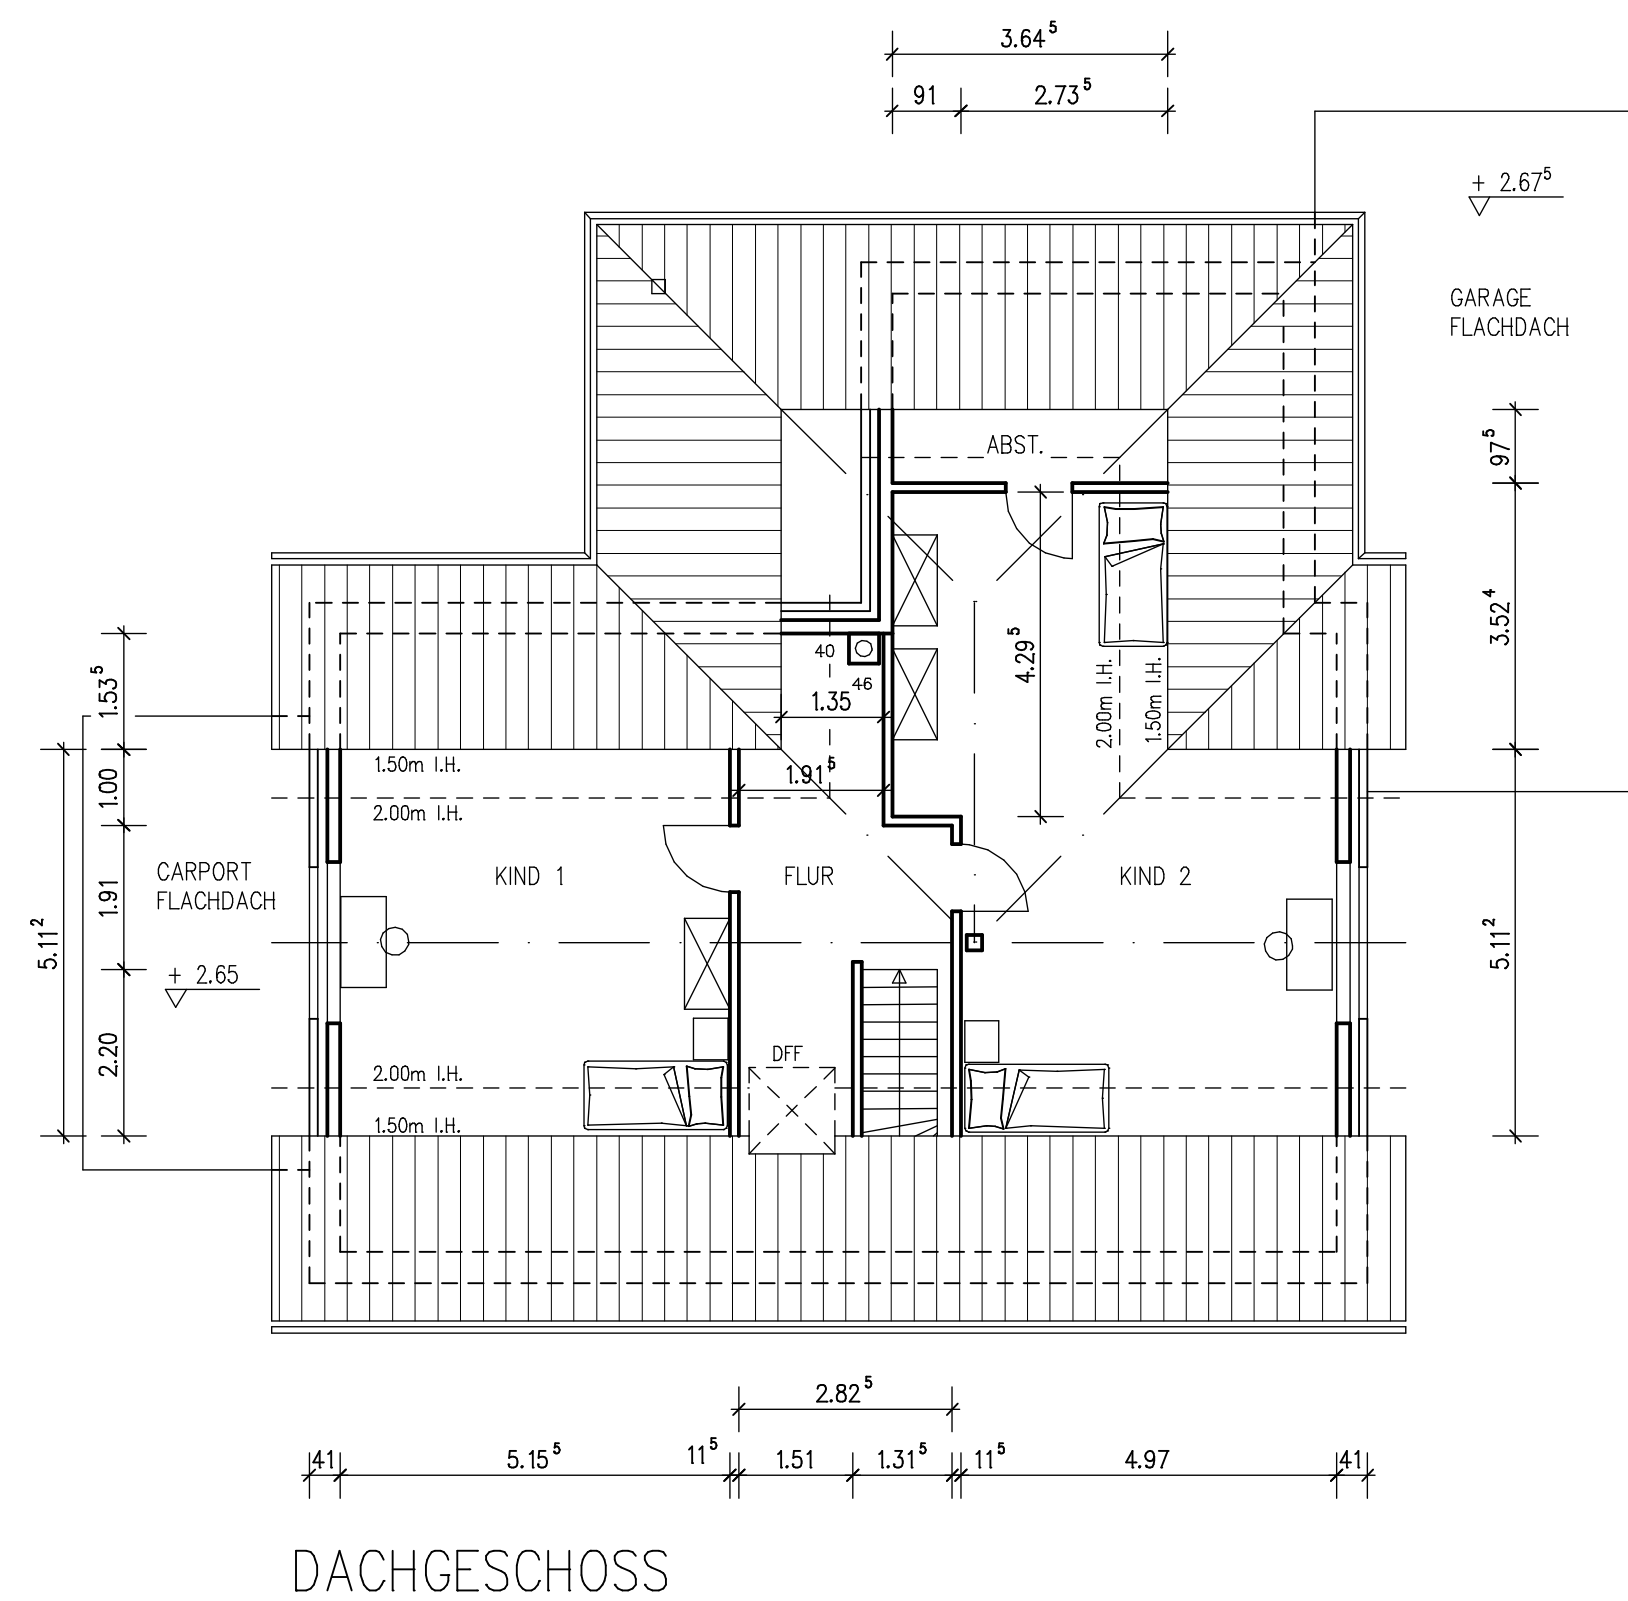 3.64⁵
91
2.73⁵
+ 2.67⁵
GARAGE
FLACHDACH
ABST.
97⁵
3.52⁴
4.29⁵
40
46
1.35
2.00m I.H.
1.50m I.H.
1.53⁵
1.50m I.H.
1.91⁵
1.00
2.00m I.H.
CARPORT
FLACHDACH
KIND 1
FLUR
KIND 2
1.91
5.11²
5.11²
+ 2.65
2.20
DFF
2.00m I.H.
1.50m I.H.
2.82⁵
41
5.15⁵
11⁵
1.51
1.31⁵
11⁵
4.97
41
DACHGESCHOSS